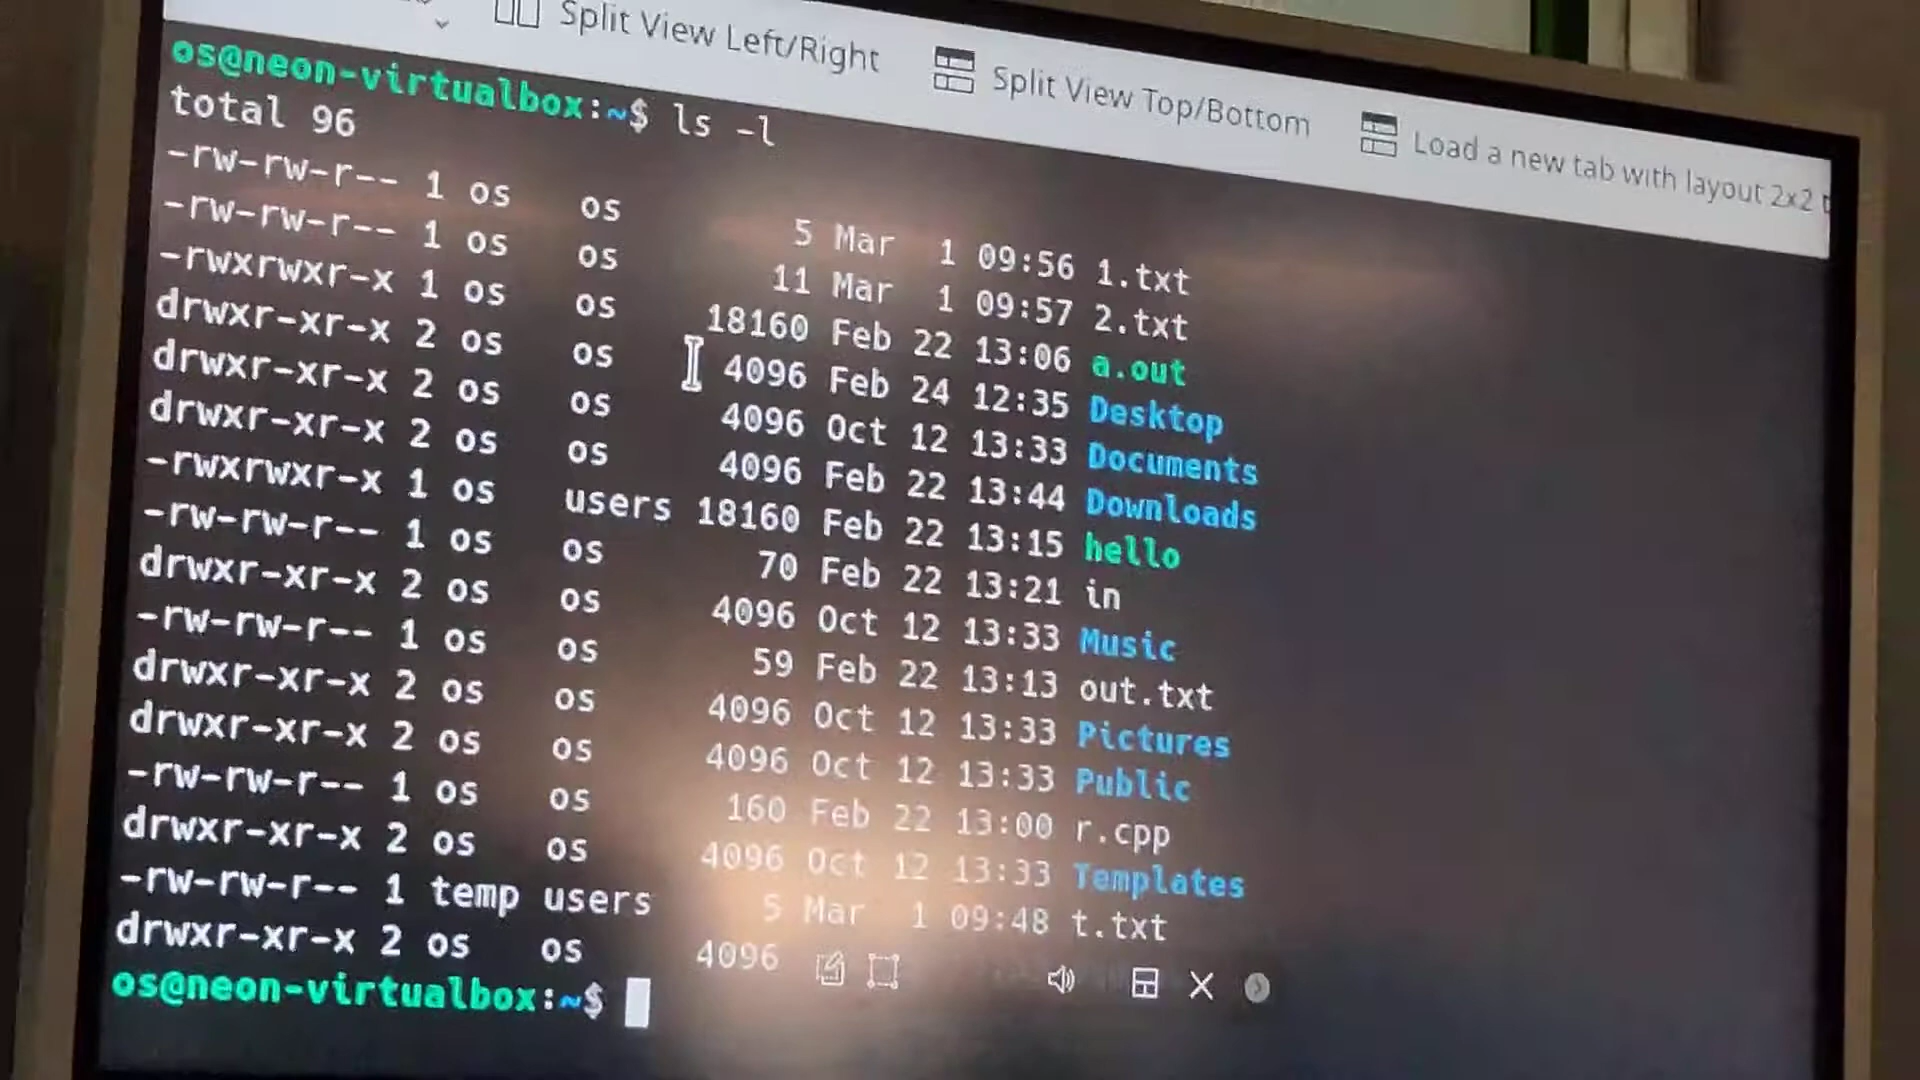 Split View Left/Right
Split View Top/Bottom
Load a new tab with layout 2x2
os@neon-virtualbox:~$ ls -l
total 96
-rw-rw-r-- 1 os   os        5 Mar  1 09:56 1.txt
-rw-rw-r-- 1 os   os       11 Mar  1 09:57 2.txt
-rwxrwxr-x 1 os   os    18160 Feb 22 13:06 a.out
drwxr-xr-x 2 os   os     4096 Feb 24 12:35 Desktop
drwxr-xr-x 2 os   os     4096 Oct 12 13:33 Documents
drwxr-xr-x 2 os   os     4096 Feb 22 13:44 Downloads
-rwxrwxr-x 1 os   users 18160 Feb 22 13:15 hello
-rw-rw-r-- 1 os   os       70 Feb 22 13:21 in
drwxr-xr-x 2 os   os     4096 Oct 12 13:33 Music
-rw-rw-r-- 1 os   os       59 Feb 22 13:13 out.txt
drwxr-xr-x 2 os   os     4096 Oct 12 13:33 Pictures
drwxr-xr-x 2 os   os     4096 Oct 12 13:33 Public
-rw-rw-r-- 1 os   os      160 Feb 22 13:00 r.cpp
drwxr-xr-x 2 os   os     4096 Oct 12 13:33 Templates
-rw-rw-r-- 1 temp users     5 Mar  1 09:48 t.txt
drwxr-xr-x 2 os   os     4096
os@neon-virtualbox:~$